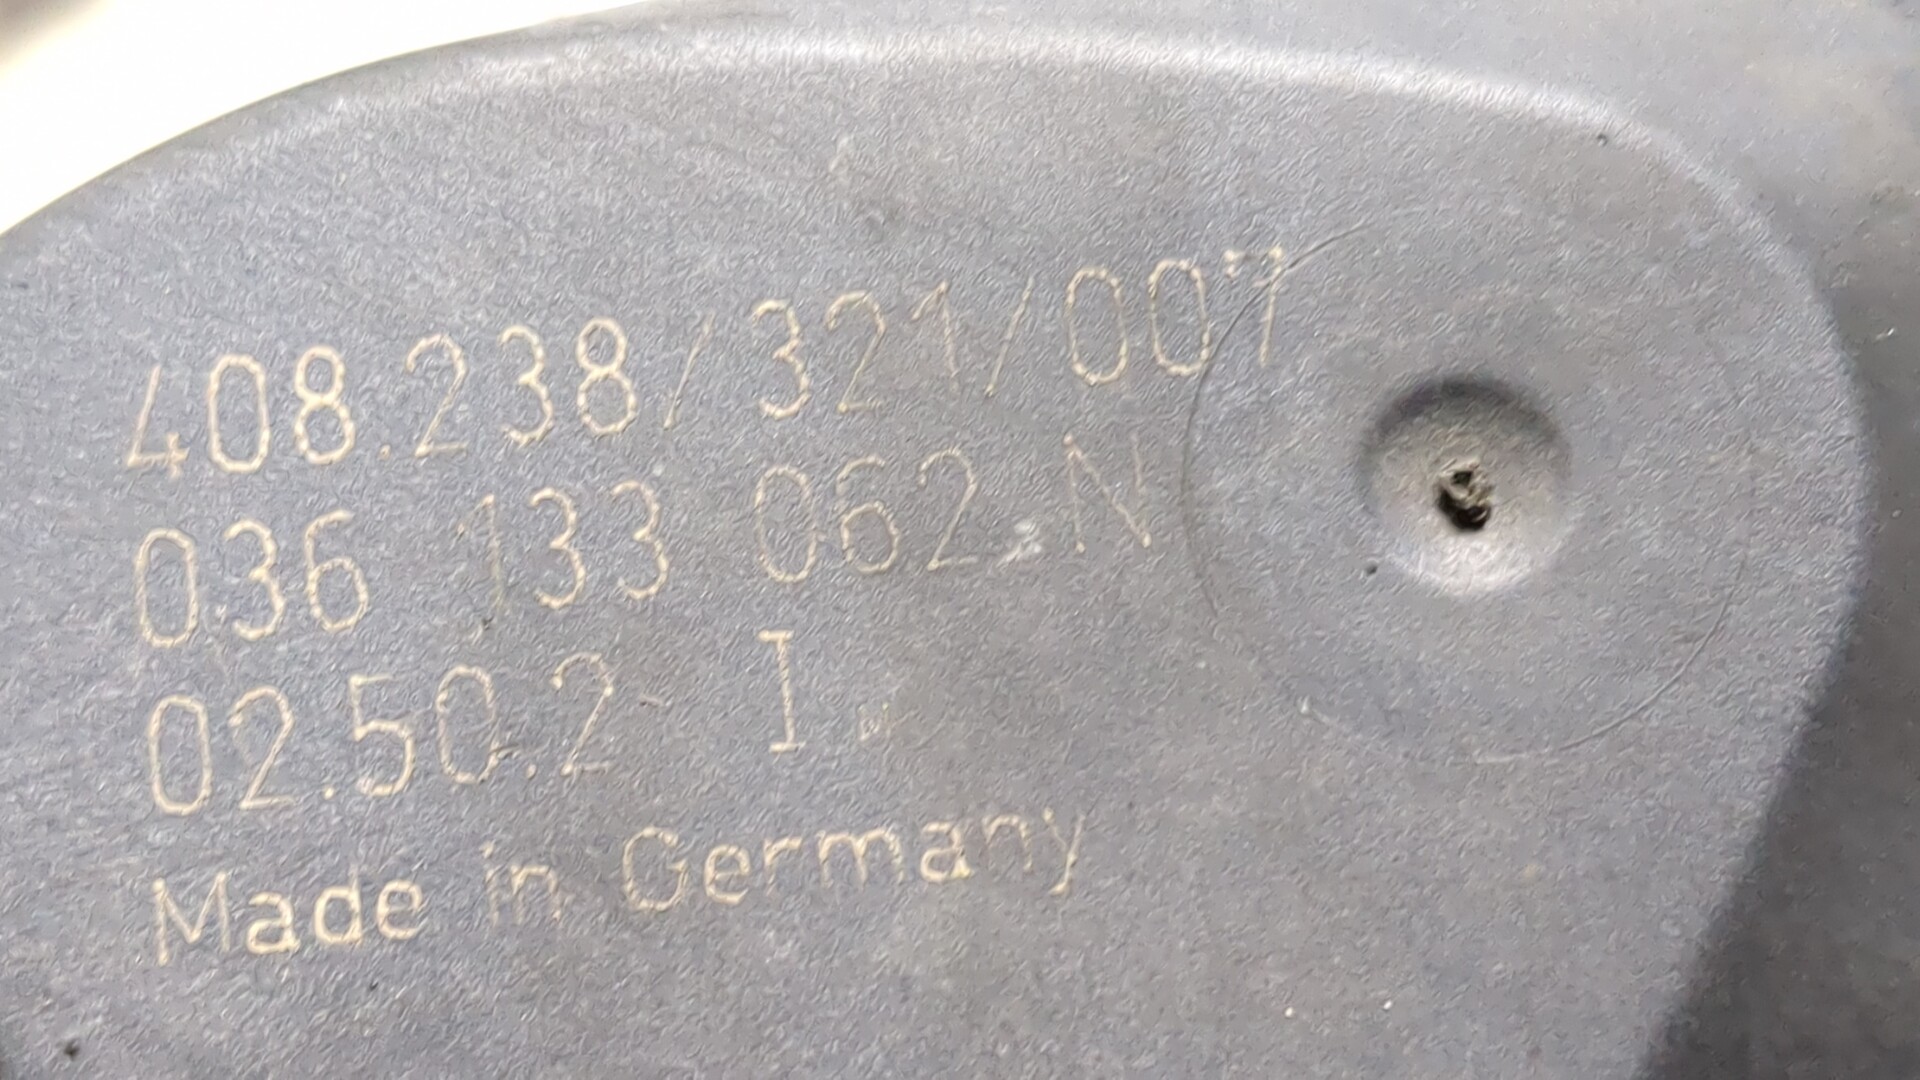 408.238/321/007
036 133 062 N
02.50.2 I
Made in Germany